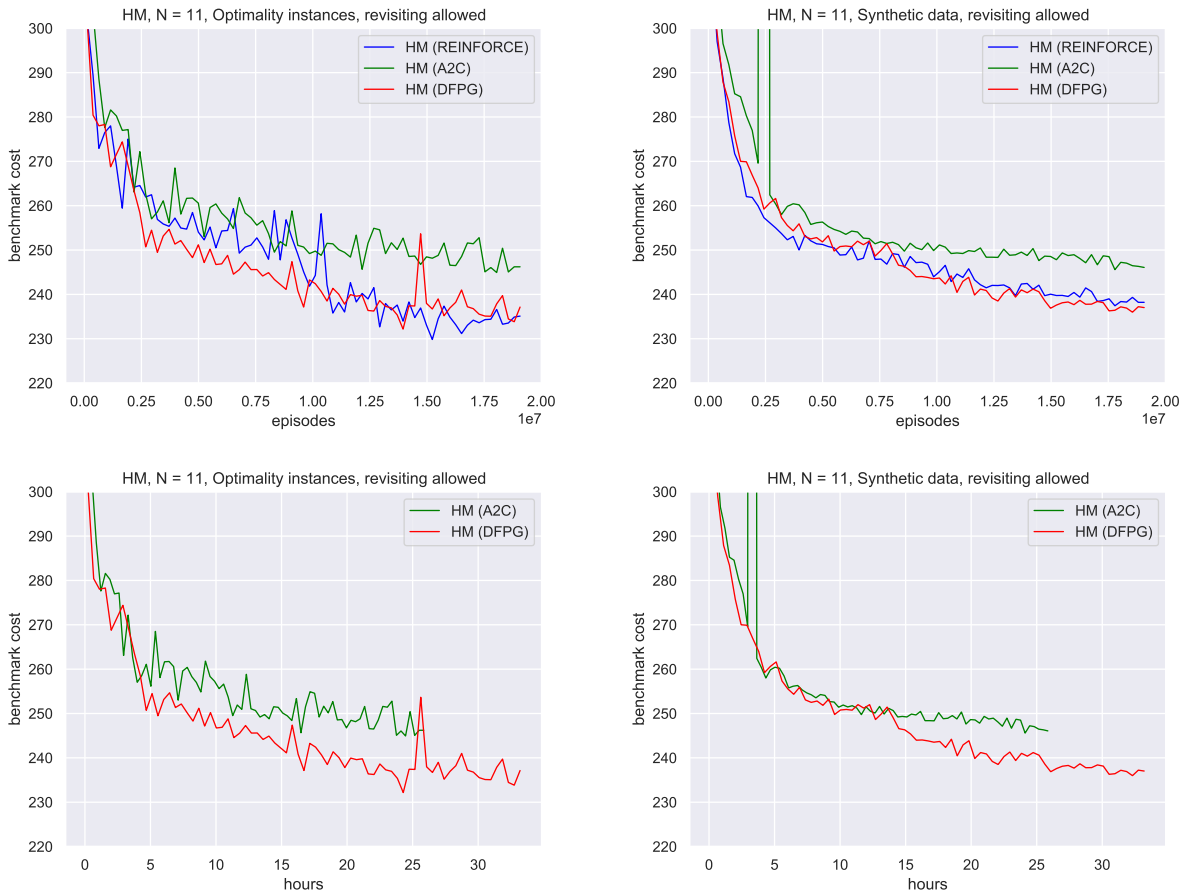 HM, N = 11, Optimality instances, revisiting allowed
300
290
280
270
260
250
240
230
220
benchmark cost
HM (REINFORCE)
HM (A2C)
HM (DFPG)
0.00 0.25 0.50 0.75 1.00 1.25 1.50 1.75 2.00
1e7
episodes
HM, N = 11, Synthetic data, revisiting allowed
300
290
280
270
260
250
240
230
220
benchmark cost
HM (REINFORCE)
HM (A2C)
HM (DFPG)
0.00 0.25 0.50 0.75 1.00 1.25 1.50 1.75 2.00
1e7
episodes
HM, N = 11, Optimality instances, revisiting allowed
300
290
280
270
260
250
240
230
220
benchmark cost
HM (A2C)
HM (DFPG)
0 5 10 15 20 25 30
hours
HM, N = 11, Synthetic data, revisiting allowed
300
290
280
270
260
250
240
230
220
benchmark cost
HM (A2C)
HM (DFPG)
0 5 10 15 20 25 30
hours